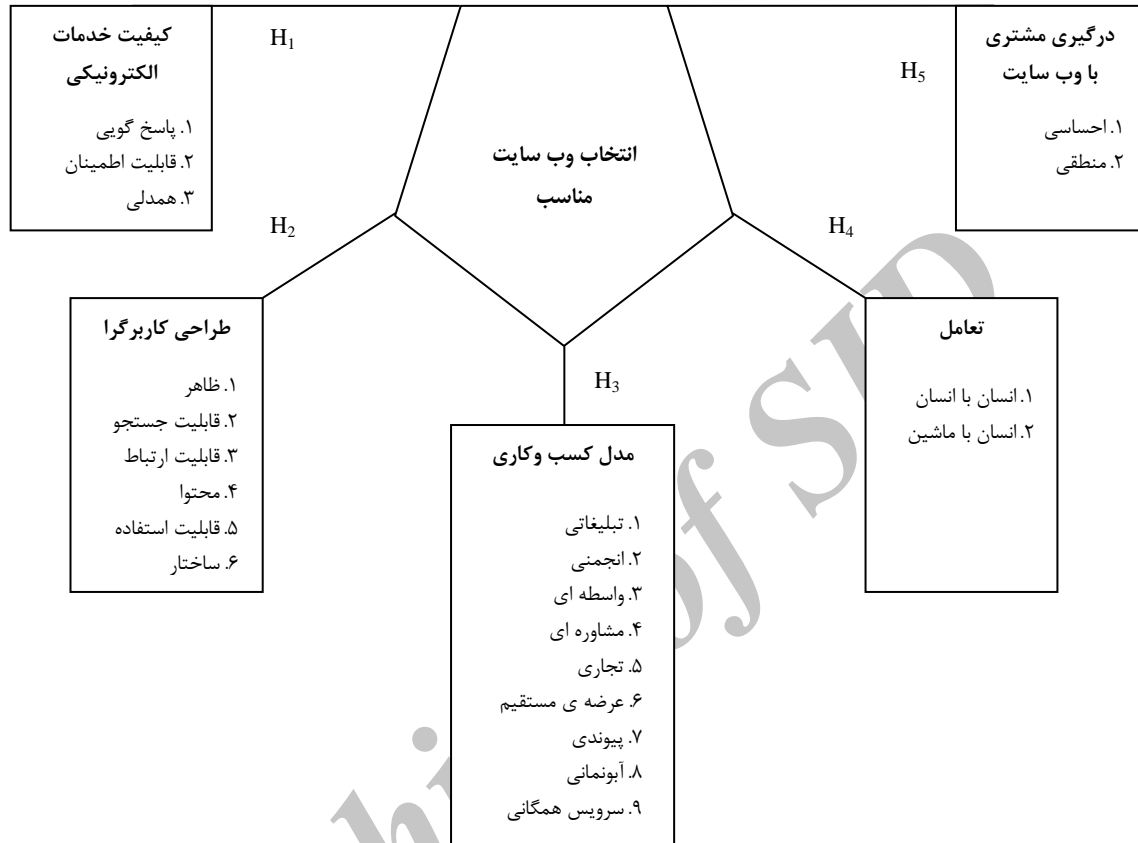 کیفیت خدمات
الکترونیکی
۱. پاسخ گویی
۲. قابلیت اطمینان
۳. همدلی
H1
انتخاب وب سایت
مناسب
H5
درگیری مشتری
با وب سایت
۱. احساسی
۲. منطقی
H2
H4
طراحی کاربرگرا
۱. ظاهر
۲. قابلیت جستجو
۳. قابلیت ارتباط
۴. محتوا
۵. قابلیت استفاده
۶. ساختار
H3
مدل کسب وکاری
۱. تبلیغاتی
۲. انجمنی
۳. واسطه ای
۴. مشاوره ای
۵. تجاری
۶. عرضه ی مستقیم
۷. پیوندی
۸. آبونمانی
۹. سرویس همگانی
تعامل
۱. انسان با انسان
۲. انسان با ماشین
of SID